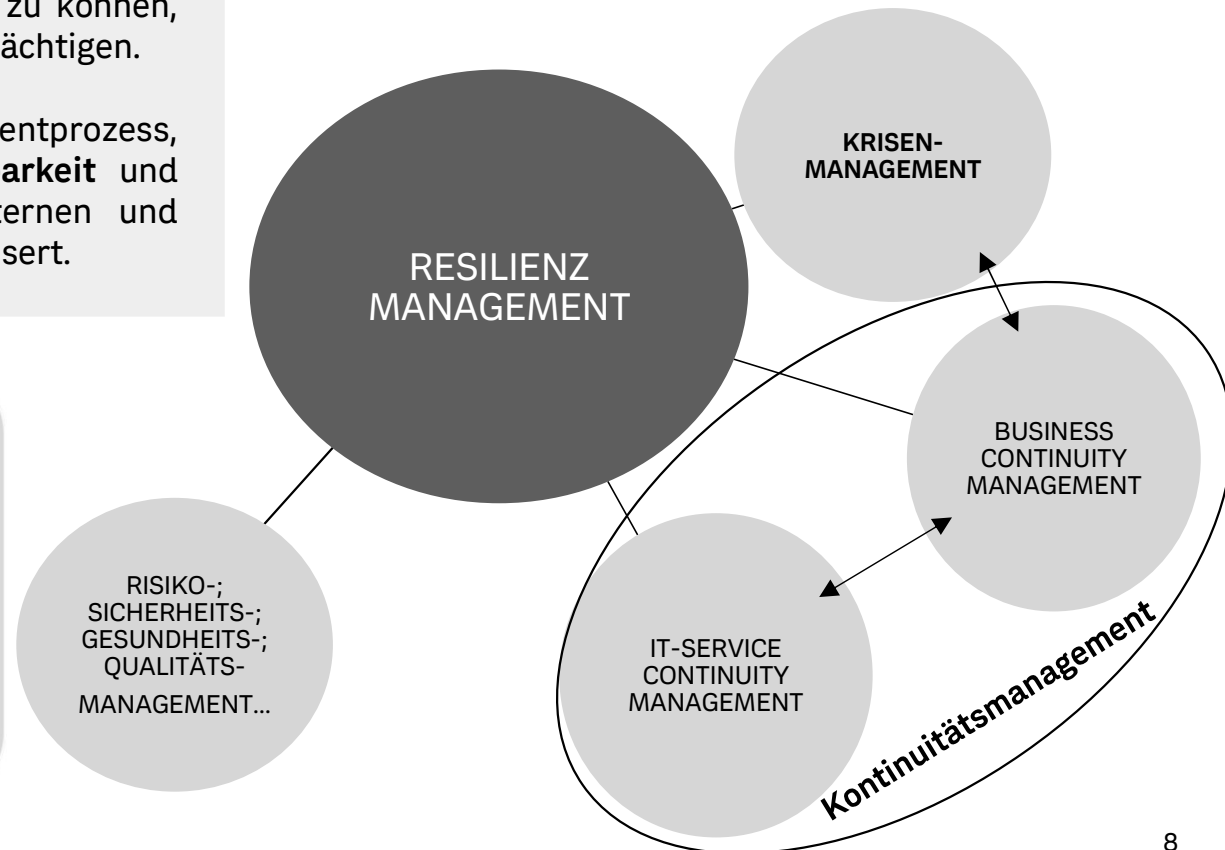 zu können,
ächtigen.
entprozess,
arkeit und
ternen und
sert.
KRISEN-
MANAGEMENT
RESILIENZ
MANAGEMENT
BUSINESS
CONTINUITY
MANAGEMENT
RISIKO-;
SICHERHEITS-;
GESUNDHEITS-;
QUALITÄTS-
MANAGEMENT...
IT-SERVICE
CONTINUITY
MANAGEMENT
Kontinuitätsmanagement
8